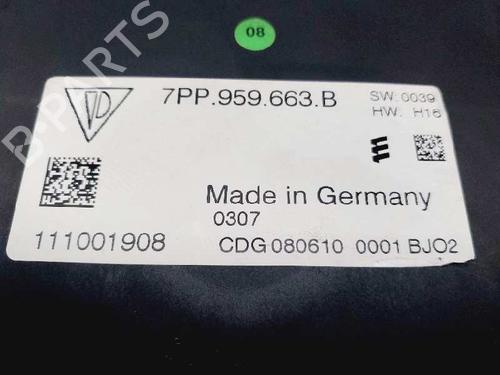 08
7PP.959.663.B
SW: 0039
HW: H16
Made in Germany
0307
111001908
CDG 080610 0001 BJO2
B-PARTS